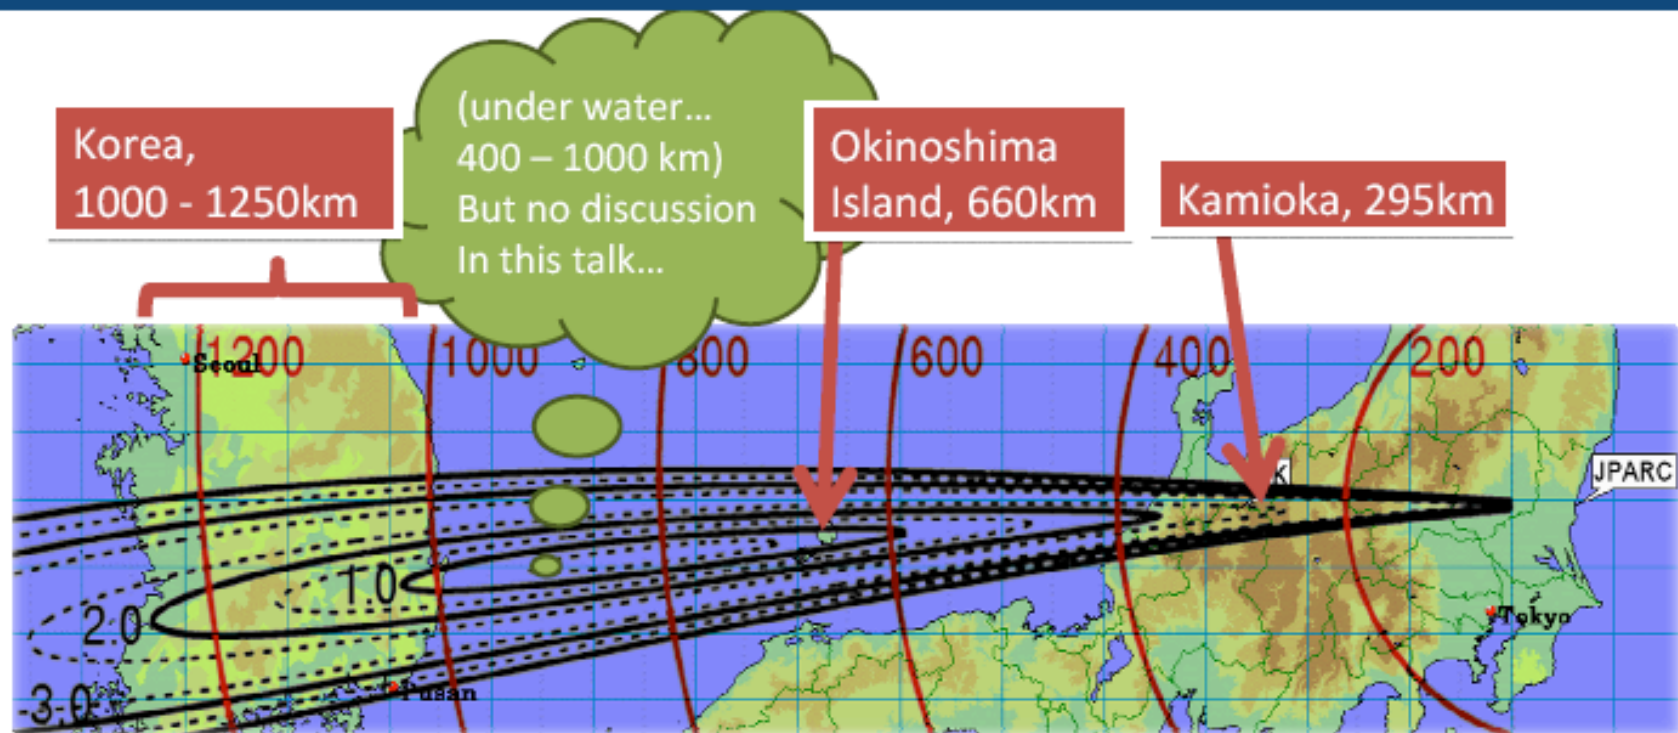 Korea,
1000 - 1250km
(under water...
400 – 1000 km)
But no discussion
In this talk...
Okinoshima
Island, 660km
Kamioka, 295km
Seoul
1200
1000
800
600
400
200
K
JPARC
1.0
2.0
Tokyo
-3.0
Pusan